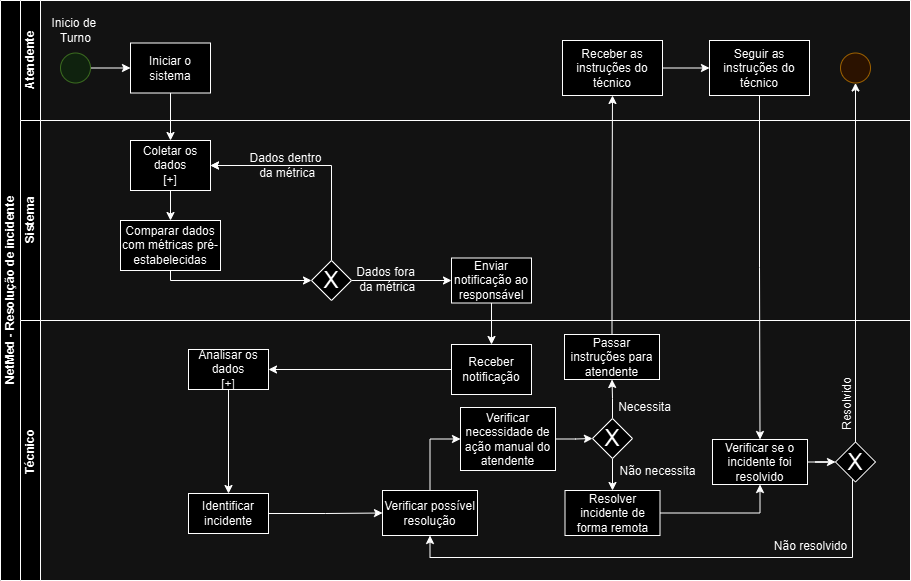 NetMed - Resolução de incidente
Atendente
Inicio de
Turno
Iniciar o
sistema
Receber as
instruções do
técnico
Seguir as
instruções do
técnico
Sistema
Coletar os
dados
[+]
Dados dentro
da métrica
Comparar dados
com métricas pré-
estabelecidas
X
Dados fora
da métrica
Enviar
notificação ao
responsável
Técnico
Analisar os
dados
[+]
Receber
notificação
Passar
instruções para
atendente
Necessita
Verificar
necessidade de
ação manual do
atendente
X
Não necessita
Verificar se o
incidente foi
resolvido
X
Resolvido
Identificar
incidente
Verificar possível
resolução
Resolver
incidente de
forma remota
Não resolvido